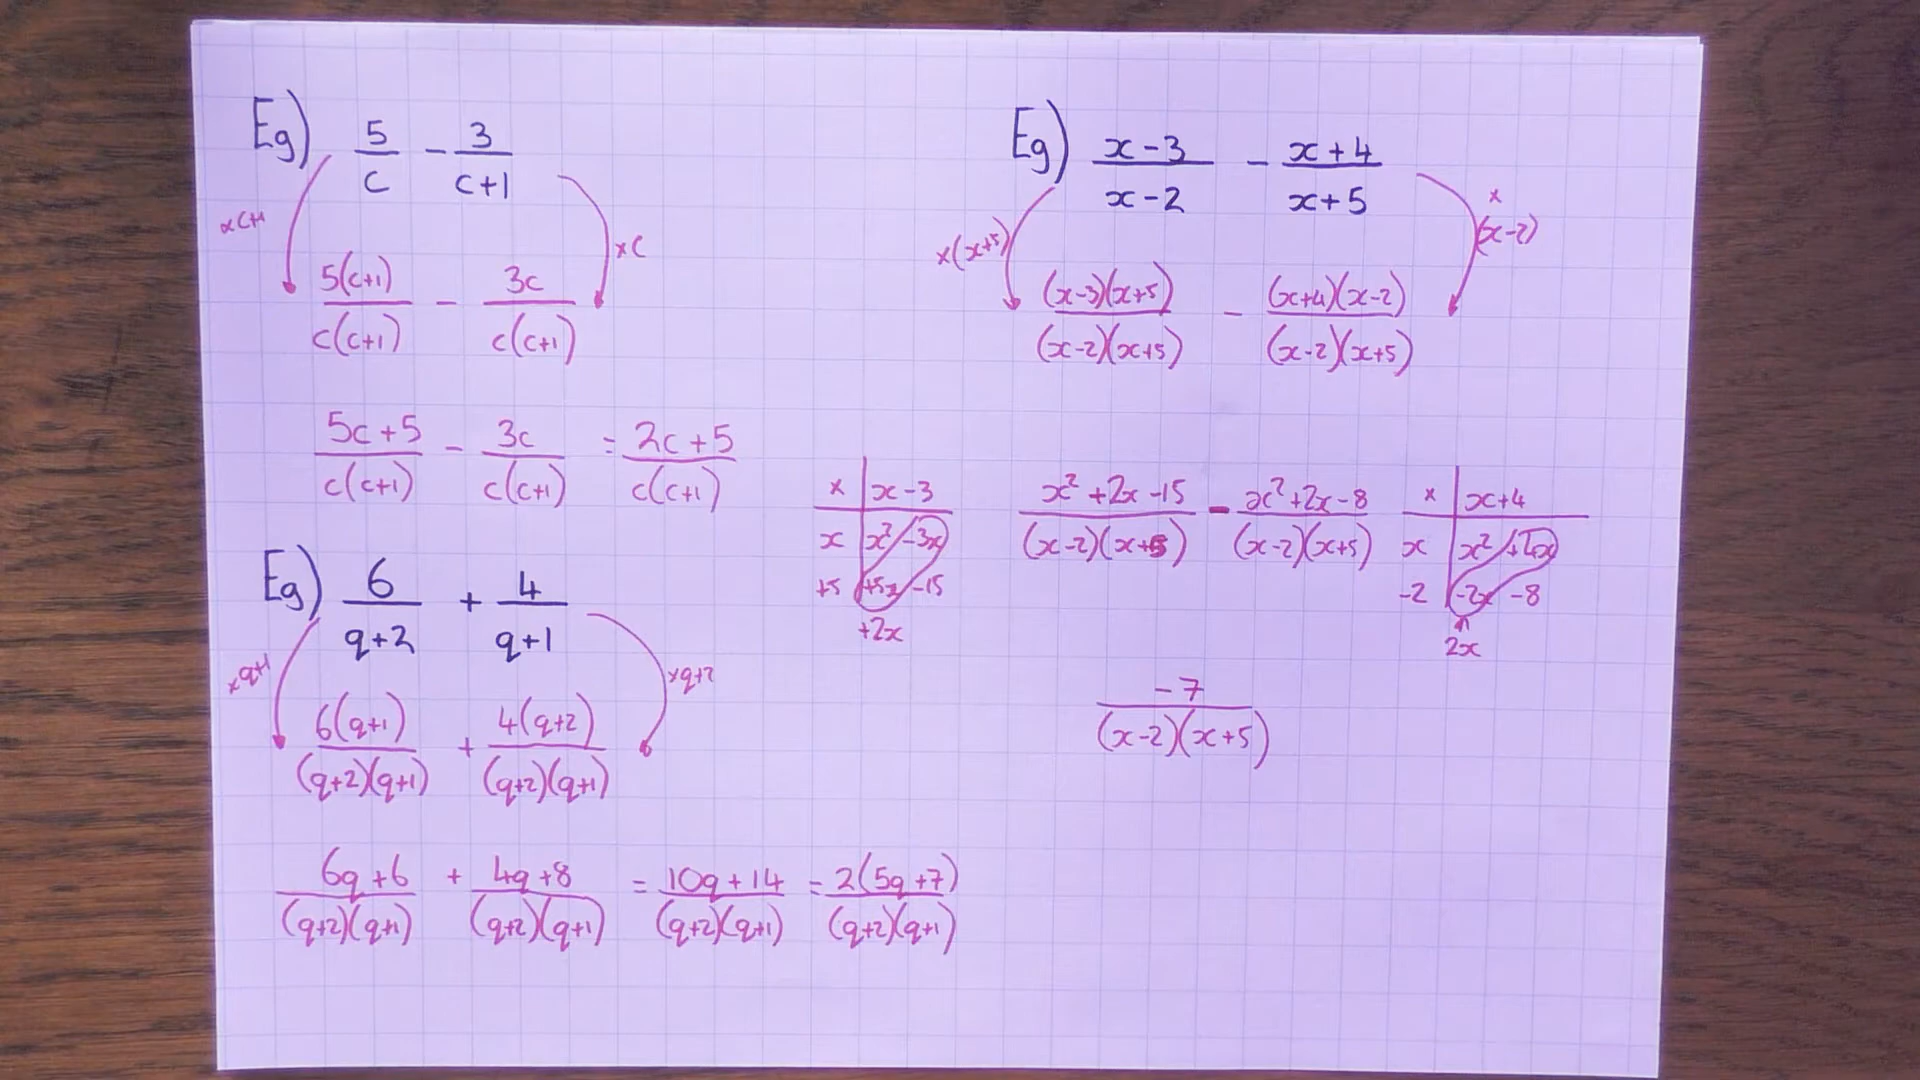 Eg) 5/c - 3/(c+1)
×c+1
×c
5(c+1)/c(c+1) - 3c/c(c+1)
(5c+5)/c(c+1) - 3c/c(c+1) = (2c+5)/c(c+1)
Eg) 6/(q+2) + 4/(q+1)
×q+1
×q+2
6(q+1)/(q+2)(q+1) + 4(q+2)/(q+2)(q+1)
(6q+6)/(q+2)(q+1) + (4q+8)/(q+2)(q+1) = (10q+14)/(q+2)(q+1) = 2(5q+7)/(q+2)(q+1)
Eg) (x-3)/(x-2) - (x+4)/(x+5)
×(x+5)
×(x-2)
(x-3)(x+5)/(x-2)(x+5) - (x+4)(x-2)/(x-2)(x+5)
× | x-3
x | x² -3x
+5 | +5x -15
+2x
(x²+2x-15)/(x-2)(x+5) - (x²+2x-8)/(x-2)(x+5)
× | x+4
x | x² +4x
-2 | -2x -8
2x
-7/(x-2)(x+5)